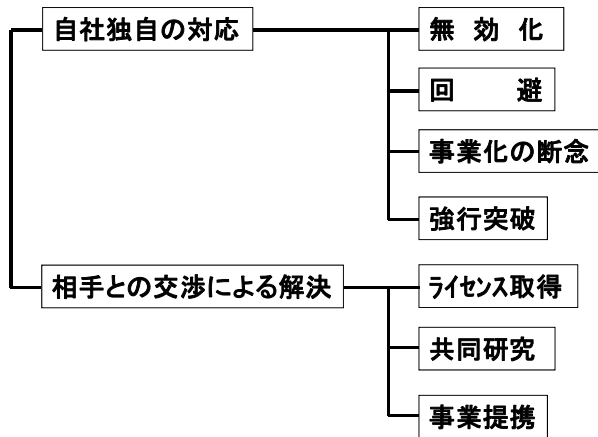 自社独自の対応
無効化
回避
事業化の断念
強行突破
相手との交渉による解決
ライセンス取得
共同研究
事業提携